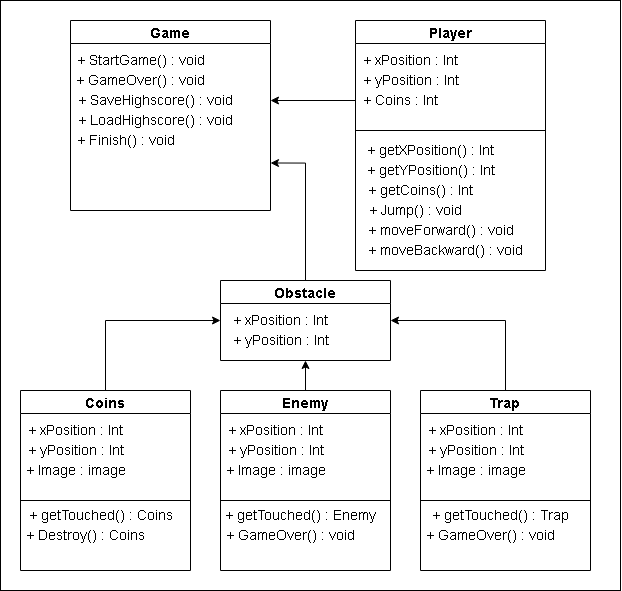 Game
+ StartGame() : void
+ GameOver() : void
+ SaveHighscore() : void
+ LoadHighscore() : void
+ Finish() : void
Player
+ xPosition : Int
+ yPosition : Int
+ Coins : Int
+ getXPosition() : Int
+ getYPosition() : Int
+ getCoins() : Int
+ Jump() : void
+ moveForward() : void
+ moveBackward() : void
Obstacle
+ xPosition : Int
+ yPosition : Int
Coins
+ xPosition : Int
+ yPosition : Int
+ Image : image
+ getTouched() : Coins
+ Destroy() : Coins
Enemy
+ xPosition : Int
+ yPosition : Int
+ Image : image
+ getTouched() : Enemy
+ GameOver() : void
Trap
+ xPosition : Int
+ yPosition : Int
+ Image : image
+ getTouched() : Trap
+ GameOver() : void